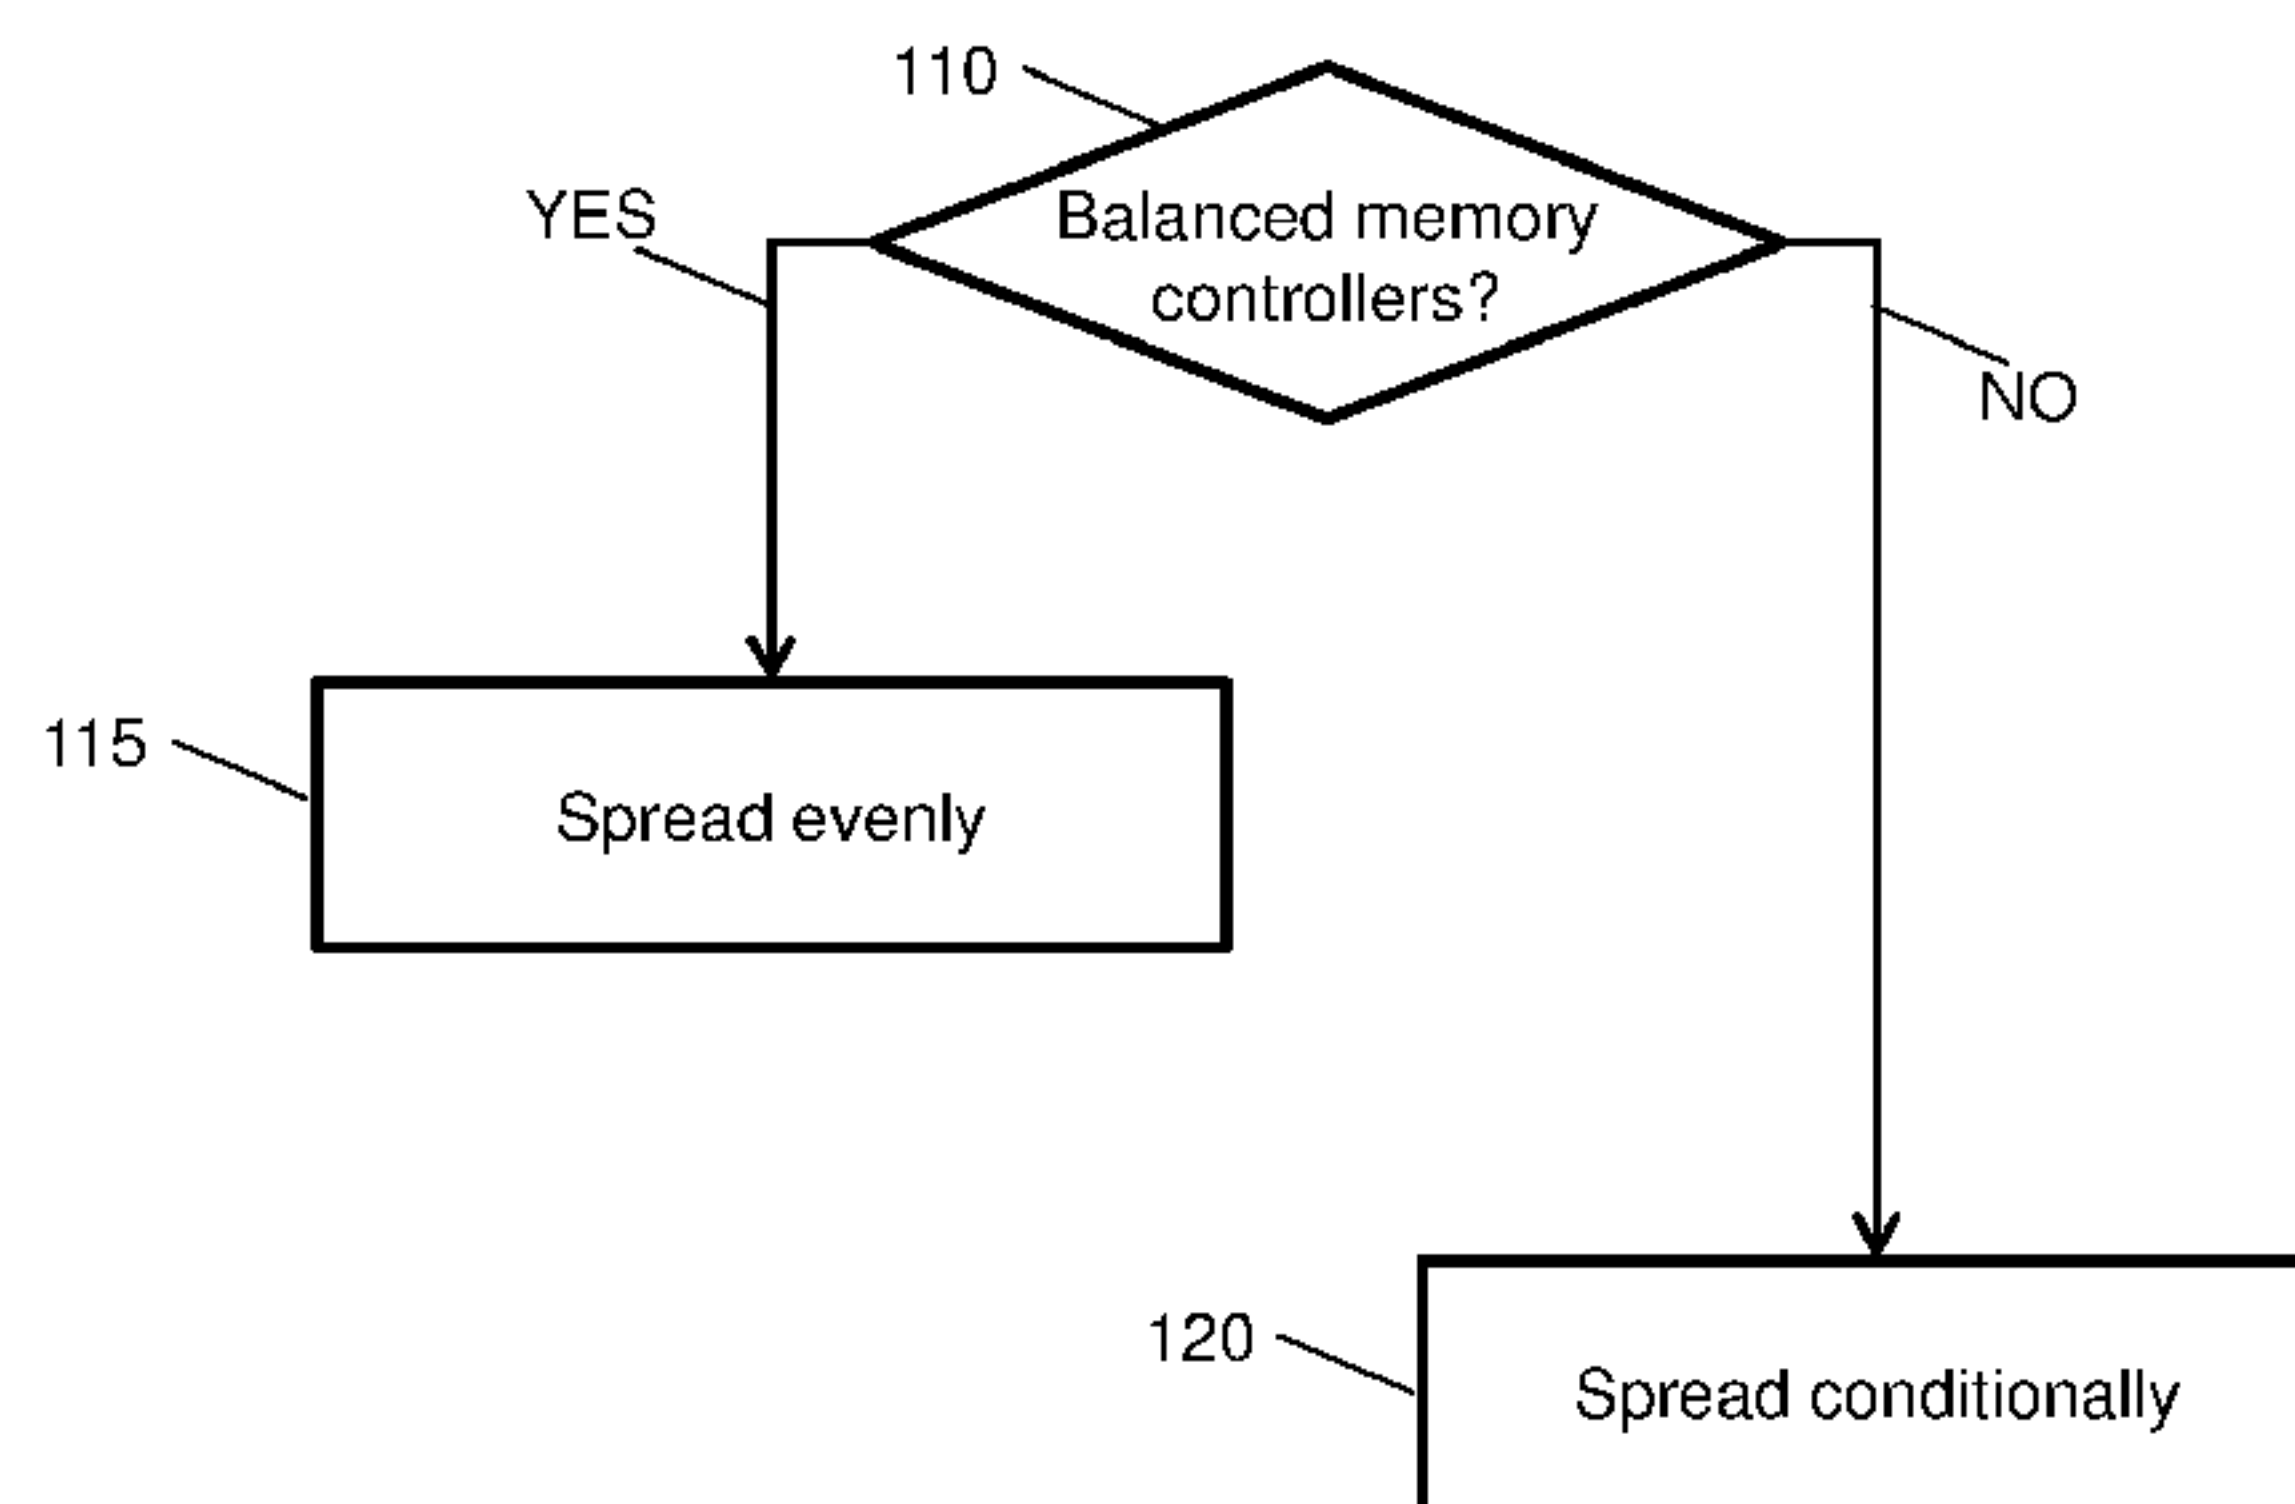 110
YES
Balanced memory
controllers?
NO
115
Spread evenly
120
Spread conditionally